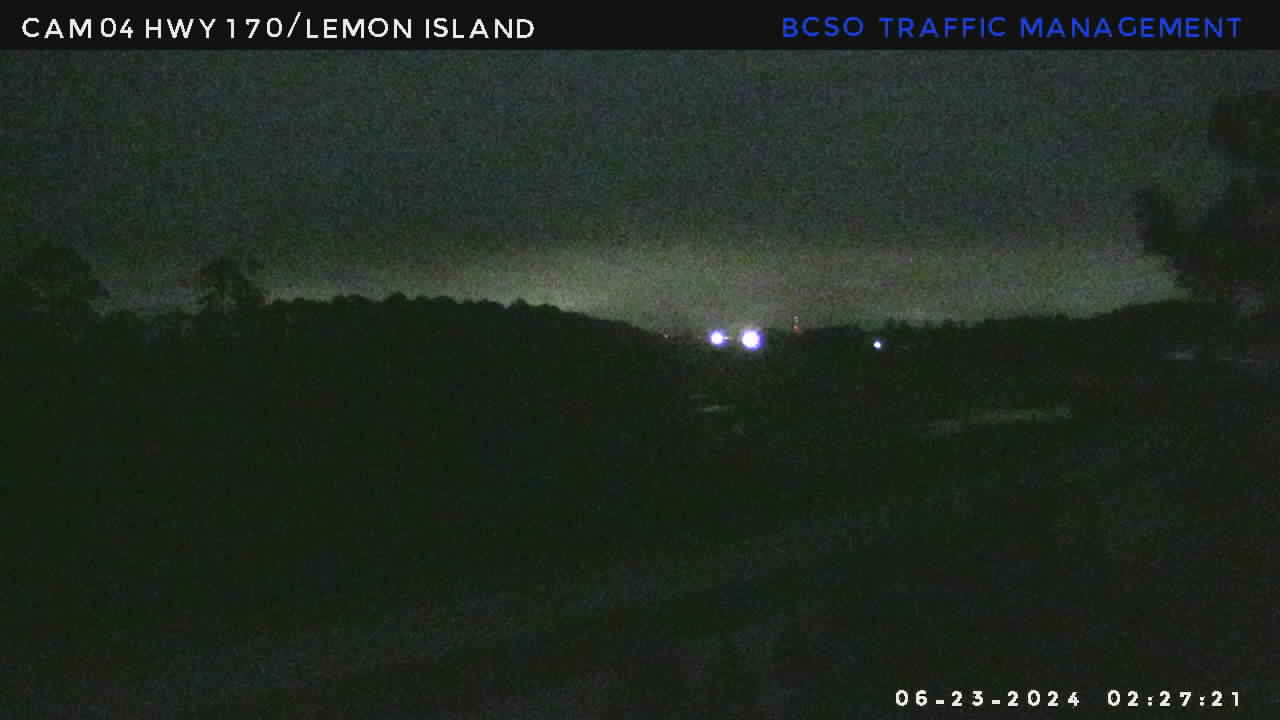 CAM04 HWY 170/LEMON ISLAND
BCSO TRAFFIC MANAGEMENT
06-23-2024 02:27:21